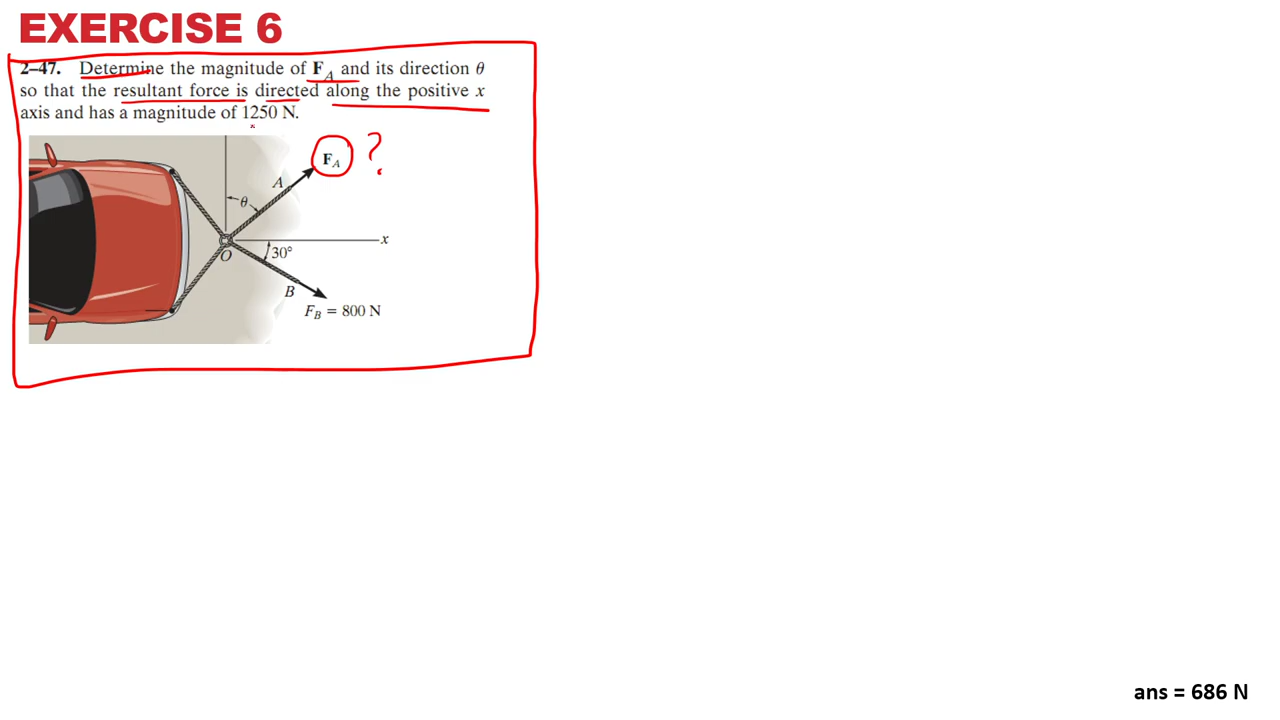 EXERCISE 6
2–47. Determine the magnitude of F_A and its direction θ
so that the resultant force is directed along the positive x
axis and has a magnitude of 1250 N.
F_A ?
A
θ
x
O
30°
B
F_B = 800 N
ans = 686 N